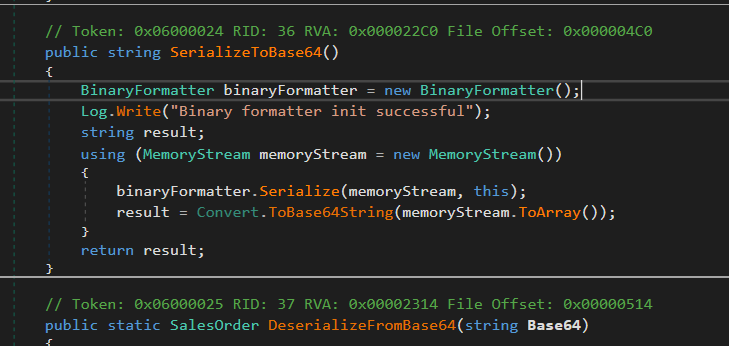 // Token: 0x06000024 RID: 36 RVA: 0x000022C0 File Offset: 0x000004C0
public string SerializeToBase64()
{
BinaryFormatter binaryFormatter = new BinaryFormatter();
Log.Write("Binary formatter init successful");
string result;
using (MemoryStream memoryStream = new MemoryStream())
{
binaryFormatter.Serialize(memoryStream, this);
result = Convert.ToBase64String(memoryStream.ToArray());
}
return result;
}
// Token: 0x06000025 RID: 37 RVA: 0x00002314 File Offset: 0x00000514
public static SalesOrder DeserializeFromBase64(string Base64)
{